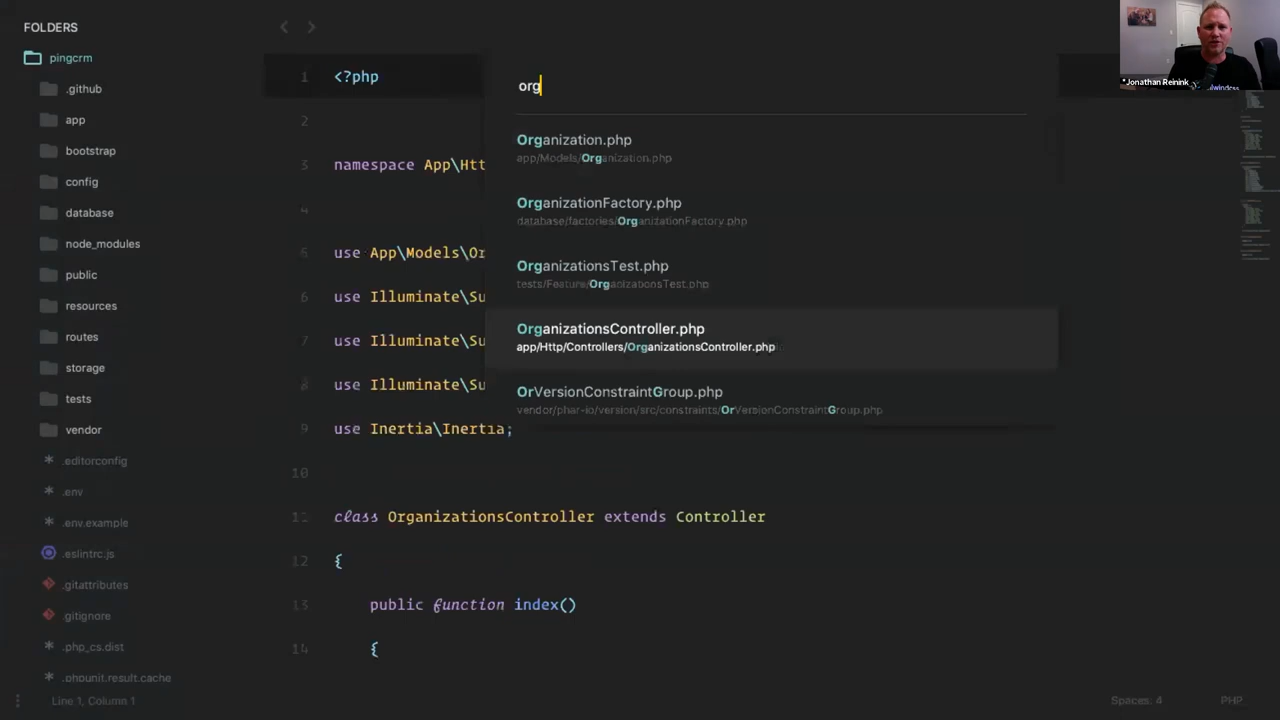 FOLDERS
pingcrm
.github
app
bootstrap
config
database
node_modules
public
resources
routes
storage
tests
vendor
.editorconfig
.env
.env.example
.eslintrc.js
.gitattributes
.gitignore
.php_cs.dist
.phpunit.result.cache
Line 1, Column 1
org
Organization.php
app/Models/Organization.php
OrganizationFactory.php
database/factories/OrganizationFactory.php
OrganizationsTest.php
tests/Feature/OrganizationsTest.php
OrganizationsController.php
app/Http/Controllers/OrganizationsController.php
OrVersionConstraintGroup.php
vendor/phar-io/version/src/constraints/OrVersionConstraintGroup.php
1 <?php
2
3 namespace App\Htt
4
6 use App\Models\Or
6 use Illuminate\Su
7 use Illuminate\Su
8 use Illuminate\Su
9 use Inertia\Inertia;
10
11 class OrganizationsController extends Controller
12 {
13 public function index()
14 {
Spaces: 4
PHP
*Jonathan Reinink